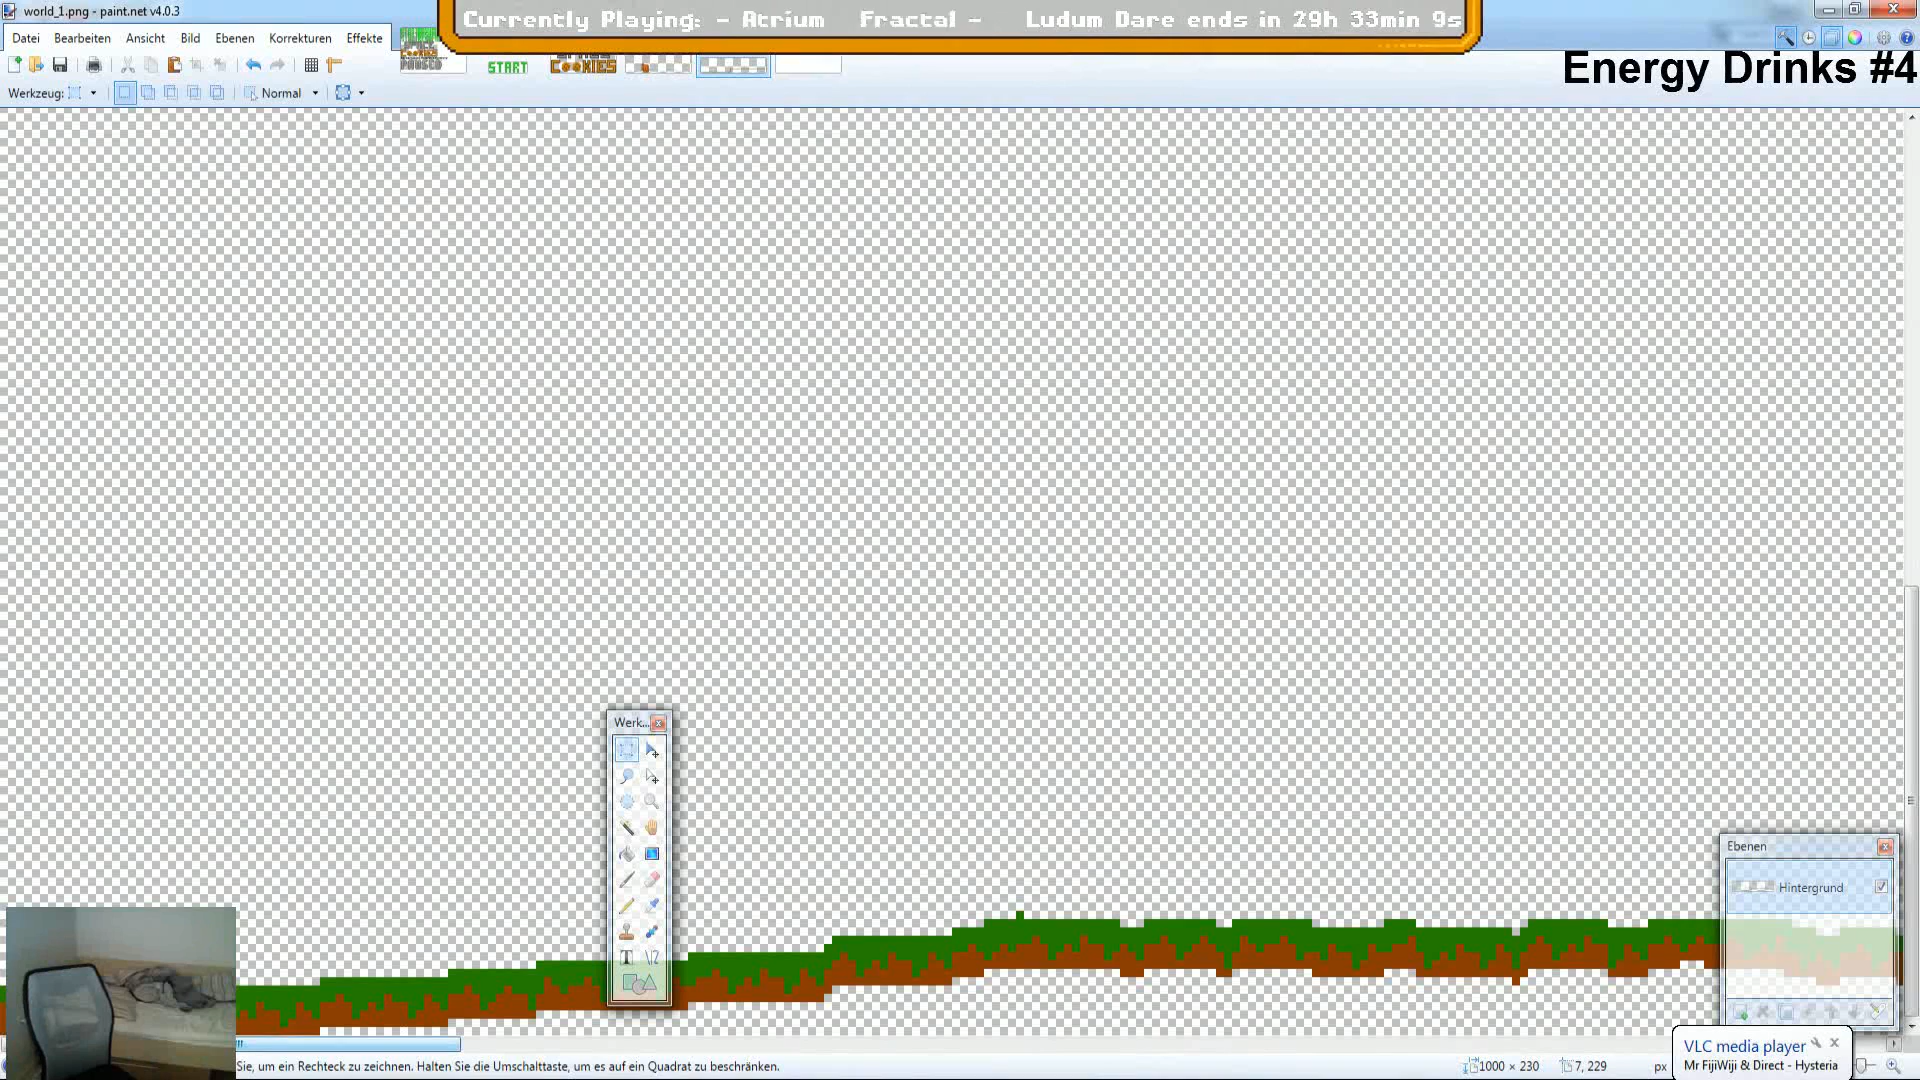 world_1.png - paint.net v4.0.3
Currently Playing: - Atrium Fractal - Ludum Dare ends in 29h 33min 9s
Datei Bearbeiten Ansicht Bild Ebenen Korrekturen Effekte
PAUSED
START
COOKIES
Energy Drinks #4
Werkzeug: Normal
Werk...
Ebenen
Hintergrund
Sie, um ein Rechteck zu zeichnen. Halten Sie die Umschalttaste, um es auf ein Quadrat zu beschränken.
1000 × 230
7, 229
px
VLC media player
Mr FijiWiji & Direct - Hysteria